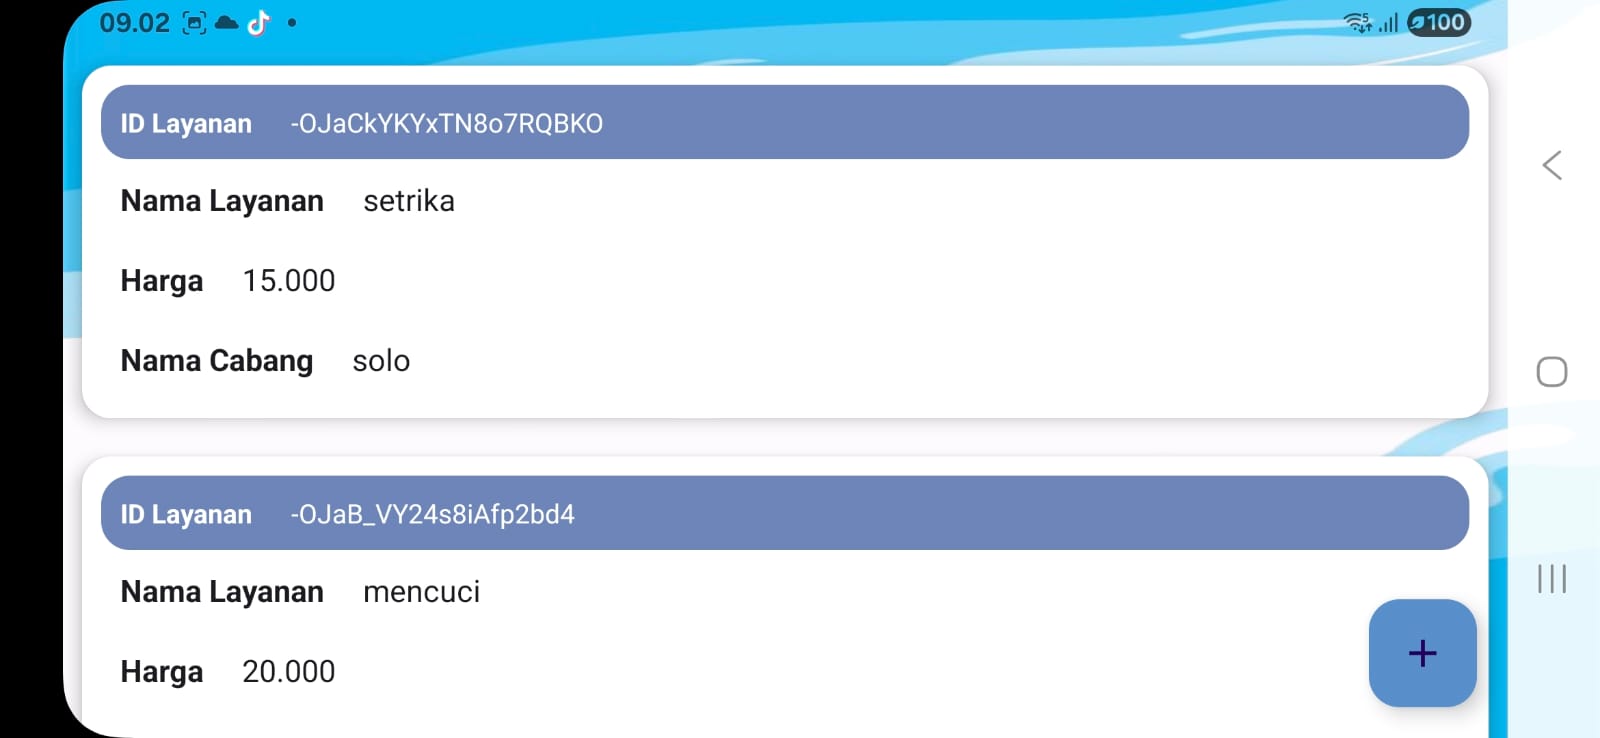 09.02
5
100
ID Layanan -OJaCkYKYxTN8o7RQBKO
Nama Layanan setrika
Harga 15.000
Nama Cabang solo
ID Layanan -OJaB_VY24s8iAfp2bd4
Nama Layanan mencuci
Harga 20.000
+